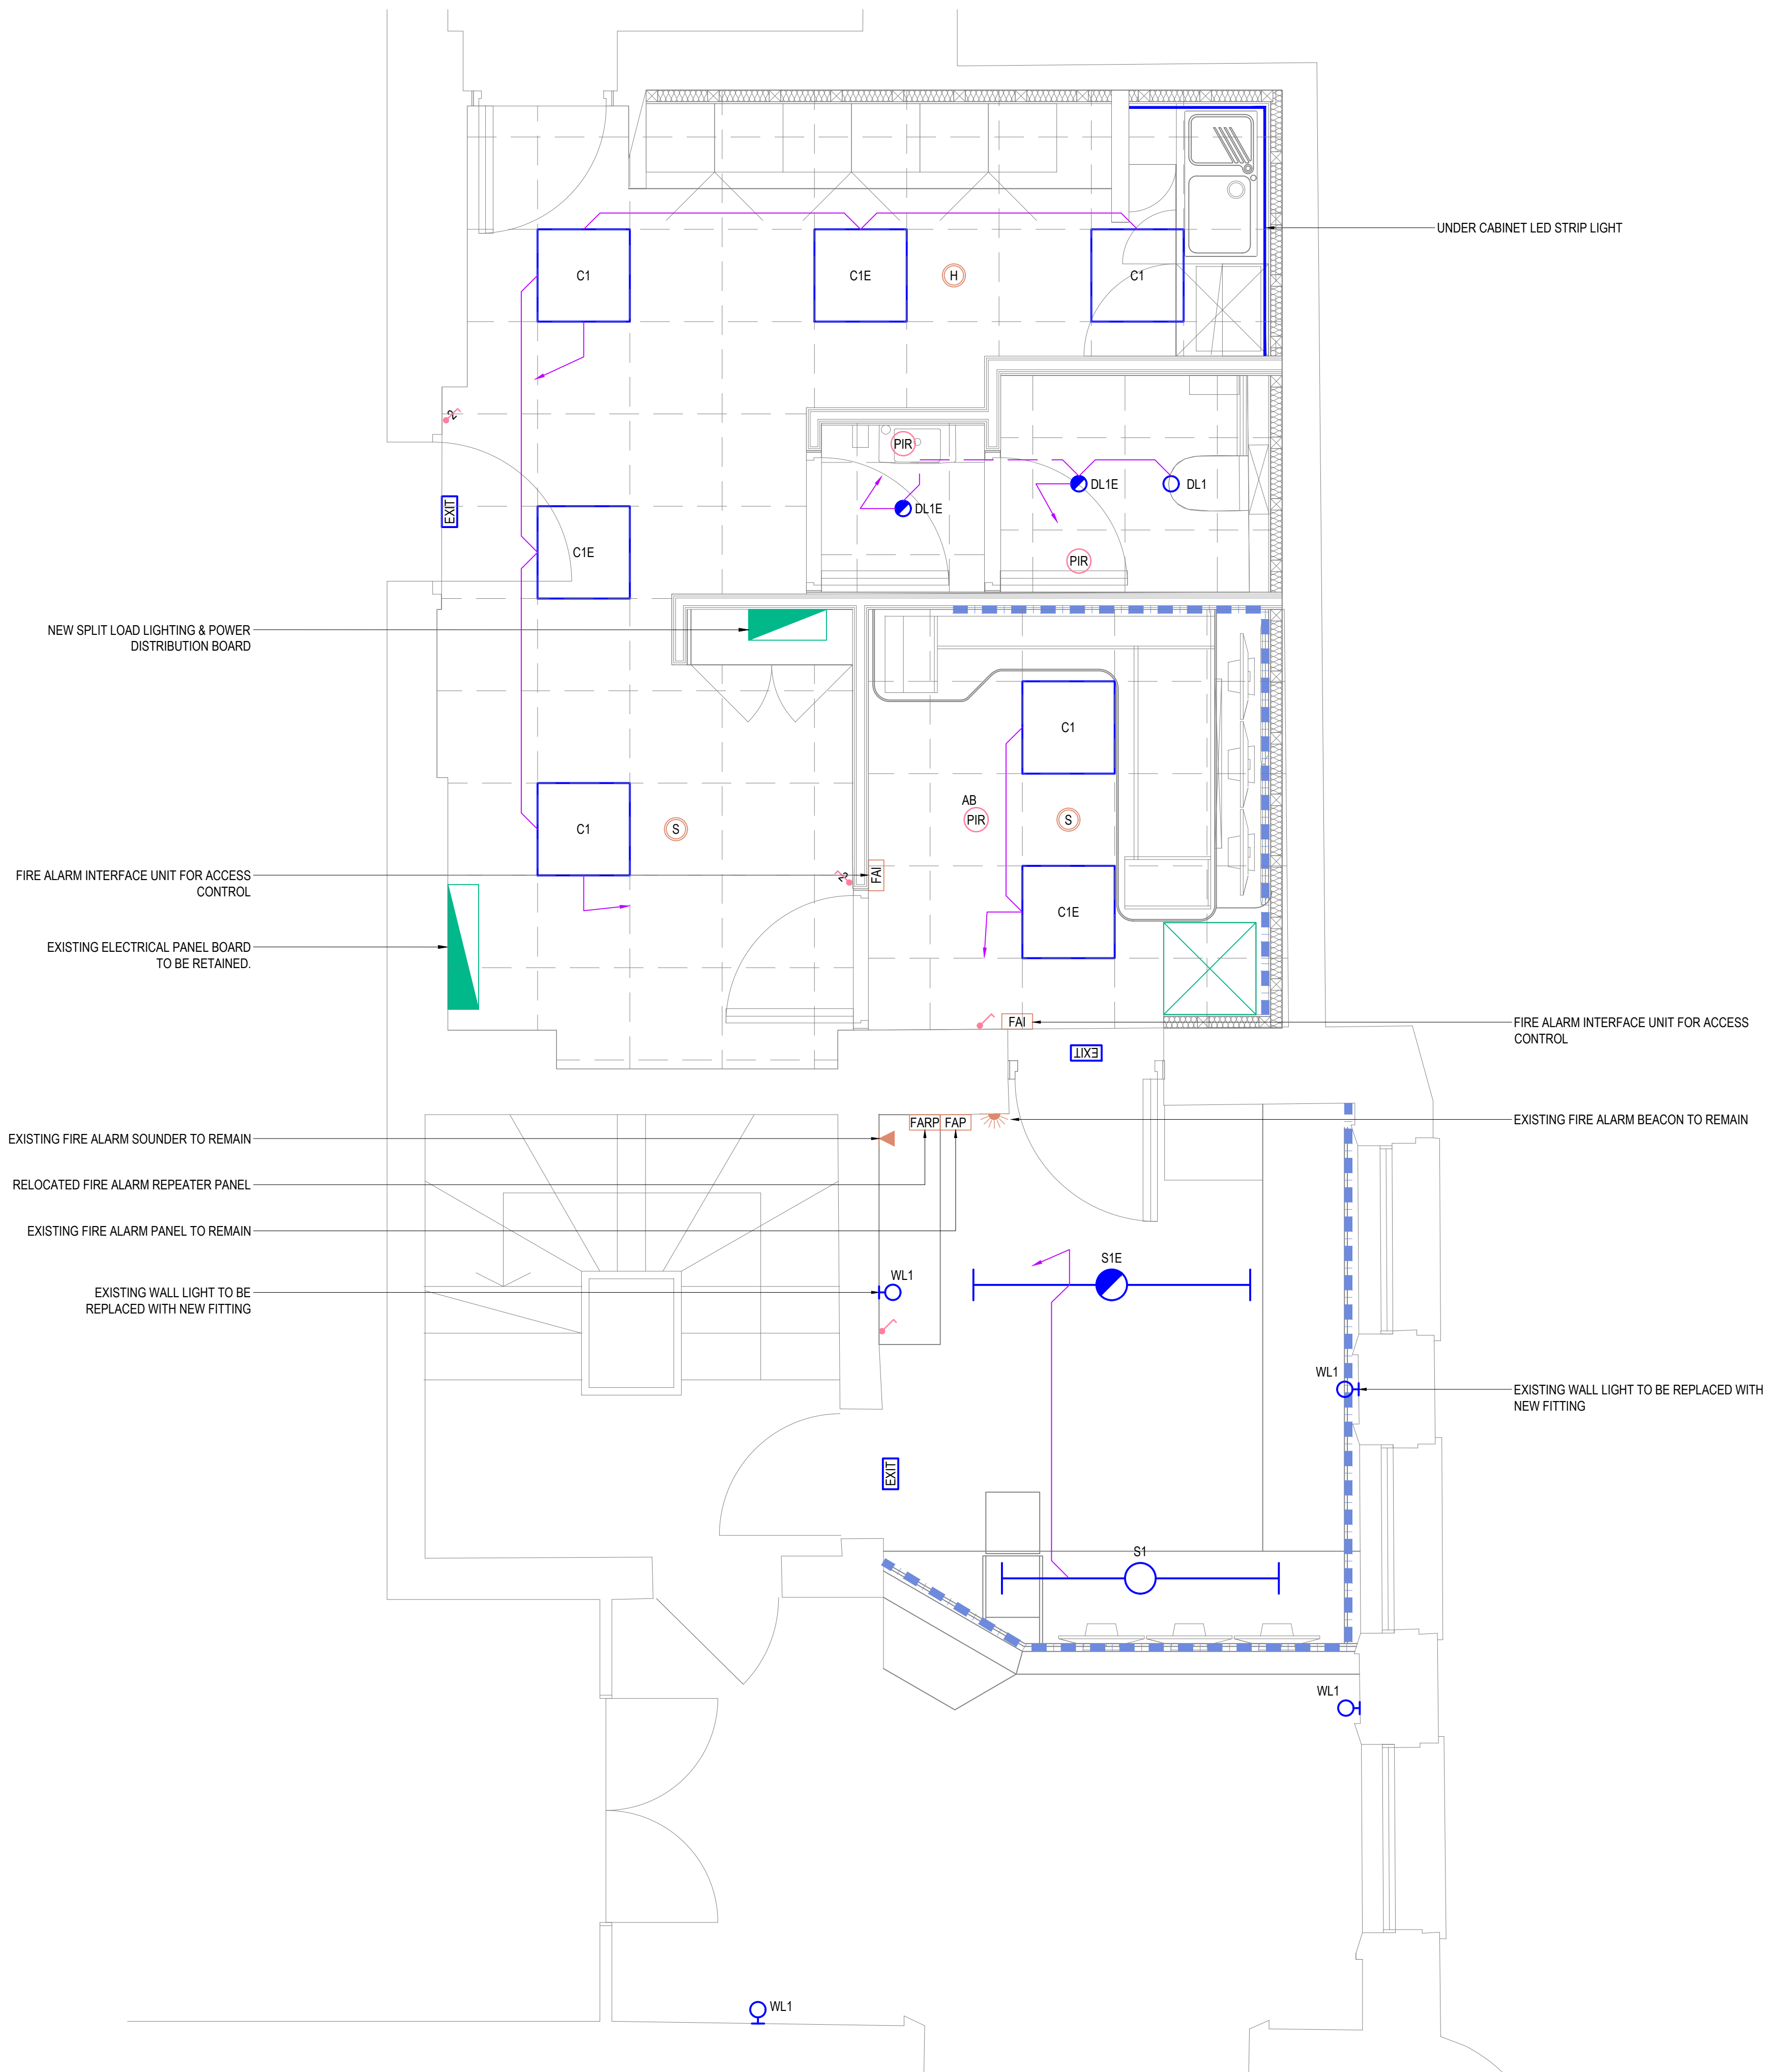 UNDER CABINET LED STRIP LIGHT
C1
C1E
H
C1
2
PIR
DL1E
DL1
EXIT
DL1E
C1E
PIR
NEW SPLIT LOAD LIGHTING & POWER
DISTRIBUTION BOARD
C1
AB
PIR
S
C1
S
FIRE ALARM INTERFACE UNIT FOR ACCESS
CONTROL
FAI
2
C1E
EXISTING ELECTRICAL PANEL BOARD
TO BE RETAINED.
FAI
FIRE ALARM INTERFACE UNIT FOR ACCESS
CONTROL
EXIT
FARP
FAP
EXISTING FIRE ALARM BEACON TO REMAIN
EXISTING FIRE ALARM SOUNDER TO REMAIN
RELOCATED FIRE ALARM REPEATER PANEL
EXISTING FIRE ALARM PANEL TO REMAIN
S1E
WL1
EXISTING WALL LIGHT TO BE
REPLACED WITH NEW FITTING
WL1
EXISTING WALL LIGHT TO BE REPLACED WITH
NEW FITTING
EXIT
S1
WL1
WL1